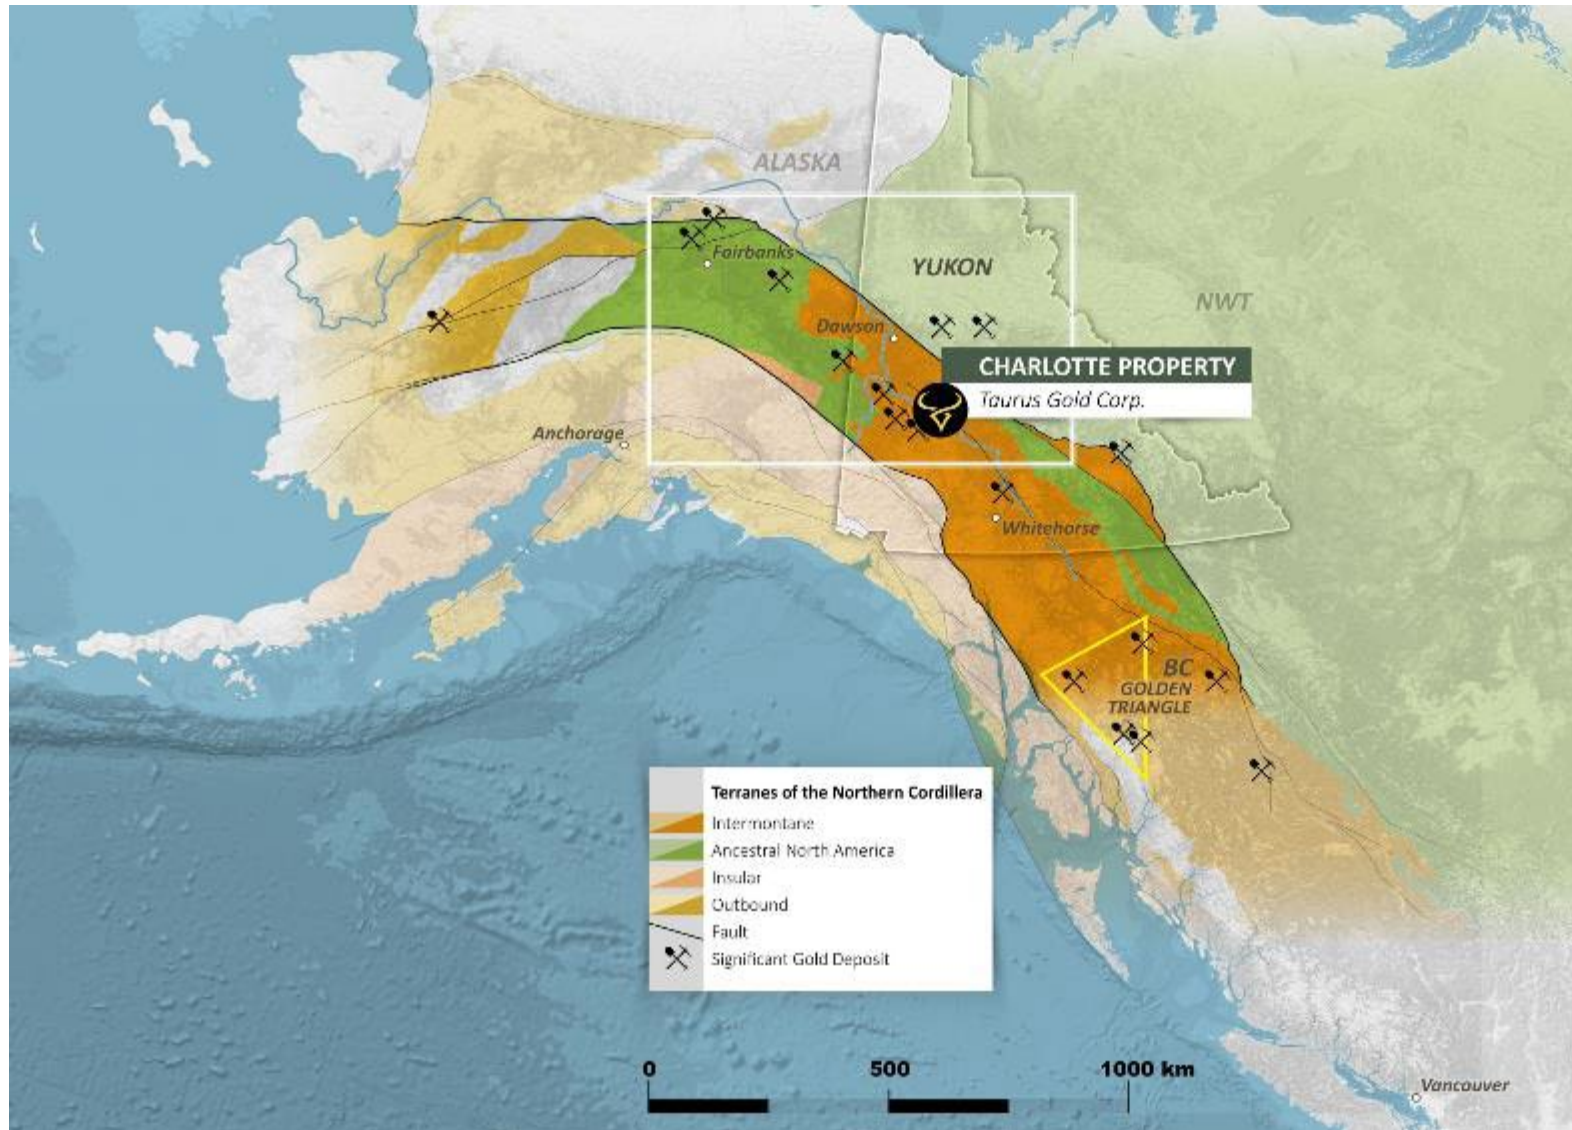 ALASKA
Fairbanks
YUKON
NWT
Dawson
CHARLOTTE PROPERTY
Taurus Gold Corp.
Anchorage
Whitehorse
BC
GOLDEN
TRIANGLE
Terranes of the Northern Cordillera
Intermontane
Ancestral North America
Insular
Outbound
Fault
Significant Gold Deposit
0 500 1000 km
Vancouver